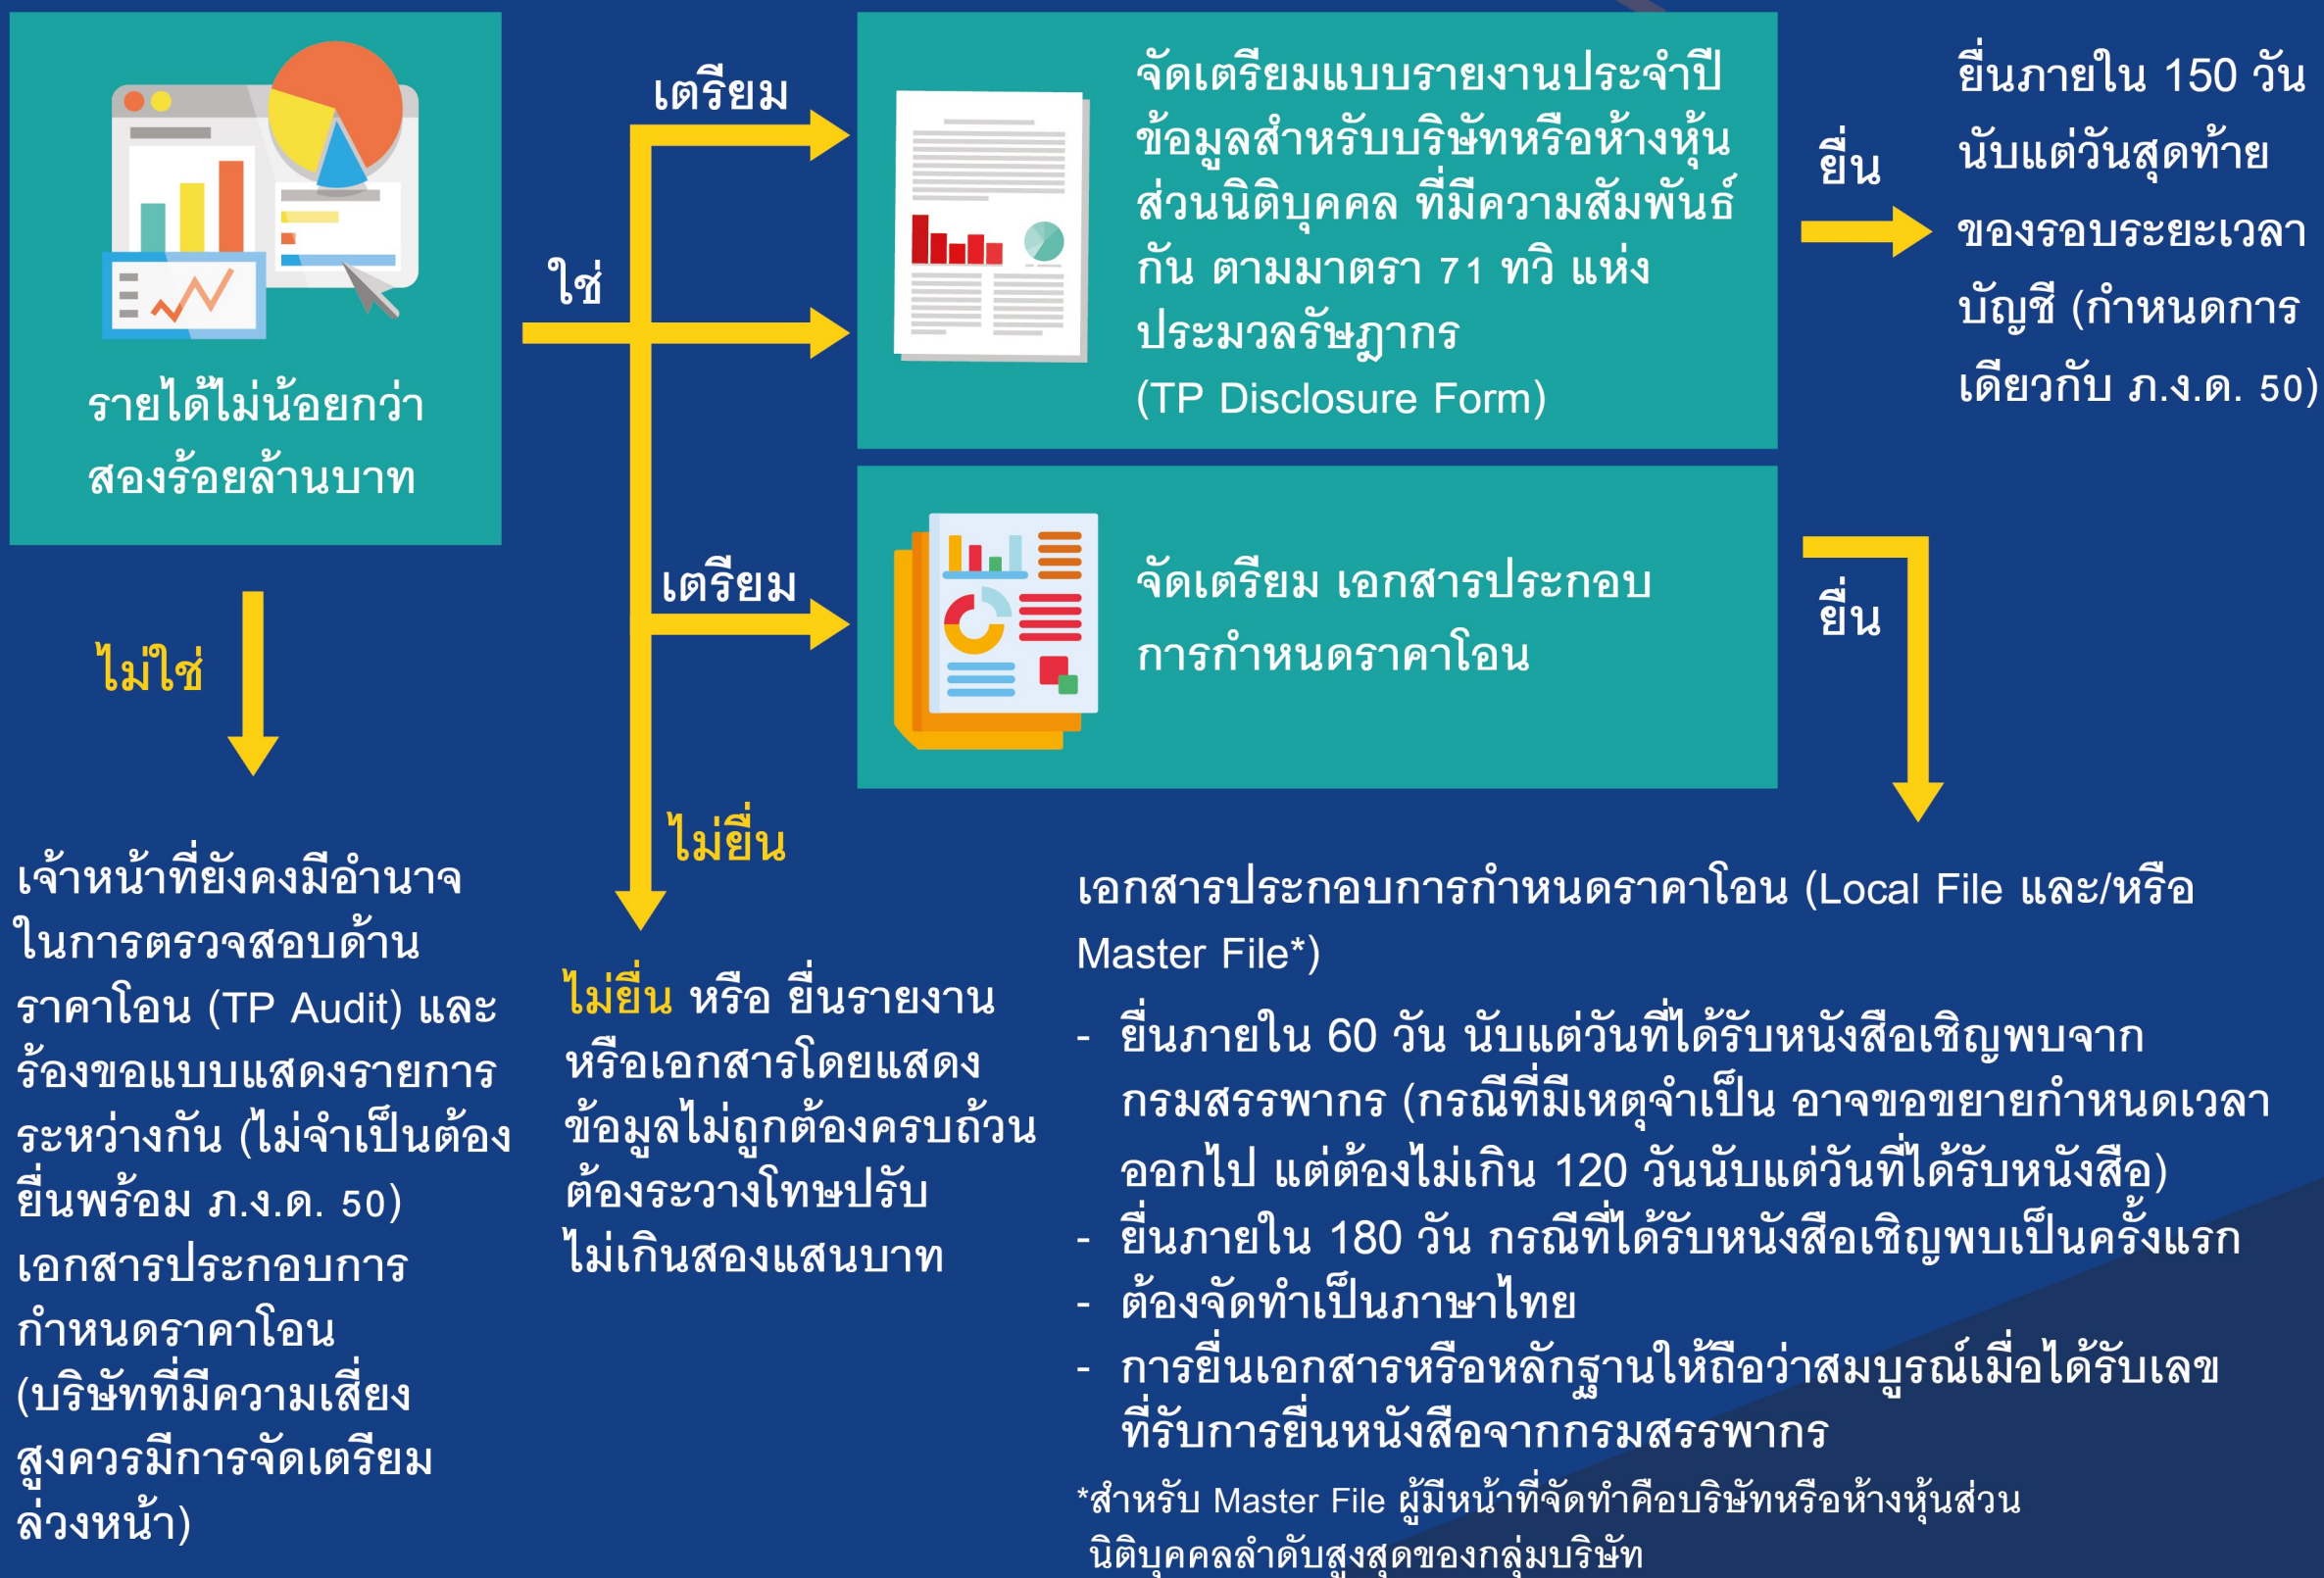 รายได้ไม่น้อยกว่า
สองร้อยล้านบาท
ใช่
เตรียม
จัดเตรียมแบบรายงานประจำปี
ข้อมูลสำหรับบริษัทหรือห้างหุ้น
ส่วนนิติบุคคล ที่มีความสัมพันธ์
กัน ตามมาตรา 71 ทวิ แห่ง
ประมวลรัษฎากร
(TP Disclosure Form)
ยื่น
ยื่นภายใน 150 วัน
นับแต่วันสุดท้าย
ของรอบระยะเวลา
บัญชี (กำหนดการ
เดียวกับ ภ.ง.ด. 50)
เตรียม
จัดเตรียม เอกสารประกอบ
การกำหนดราคาโอน
ยื่น
ไม่ใช่
เจ้าหน้าที่ยังคงมีอำนาจ
ในการตรวจสอบด้าน
ราคาโอน (TP Audit) และ
ร้องขอแบบแสดงรายการ
ระหว่างกัน (ไม่จำเป็นต้อง
ยื่นพร้อม ภ.ง.ด. 50)
เอกสารประกอบการ
กำหนดราคาโอน
(บริษัทที่มีความเสี่ยง
สูงควรมีการจัดเตรียม
ล่วงหน้า)
ไม่ยื่น
ไม่ยื่น หรือ ยื่นรายงาน
หรือเอกสารโดยแสดง
ข้อมูลไม่ถูกต้องครบถ้วน
ต้องระวางโทษปรับ
ไม่เกินสองแสนบาท
เอกสารประกอบการกำหนดราคาโอน (Local File และ/หรือ
Master File*)
- ยื่นภายใน 60 วัน นับแต่วันที่ได้รับหนังสือเชิญพบจาก
กรมสรรพากร (กรณีที่มีเหตุจำเป็น อาจขอขยายกำหนดเวลา
ออกไป แต่ต้องไม่เกิน 120 วันนับแต่วันที่ได้รับหนังสือ)
- ยื่นภายใน 180 วัน กรณีที่ได้รับหนังสือเชิญพบเป็นครั้งแรก
- ต้องจัดทำเป็นภาษาไทย
- การยื่นเอกสารหรือหลักฐานให้ถือว่าสมบูรณ์เมื่อได้รับเลข
ที่รับการยื่นหนังสือจากกรมสรรพากร
*สำหรับ Master File ผู้มีหน้าที่จัดทำคือบริษัทหรือห้างหุ้นส่วน
นิติบุคคลลำดับสูงสุดของกลุ่มบริษัท